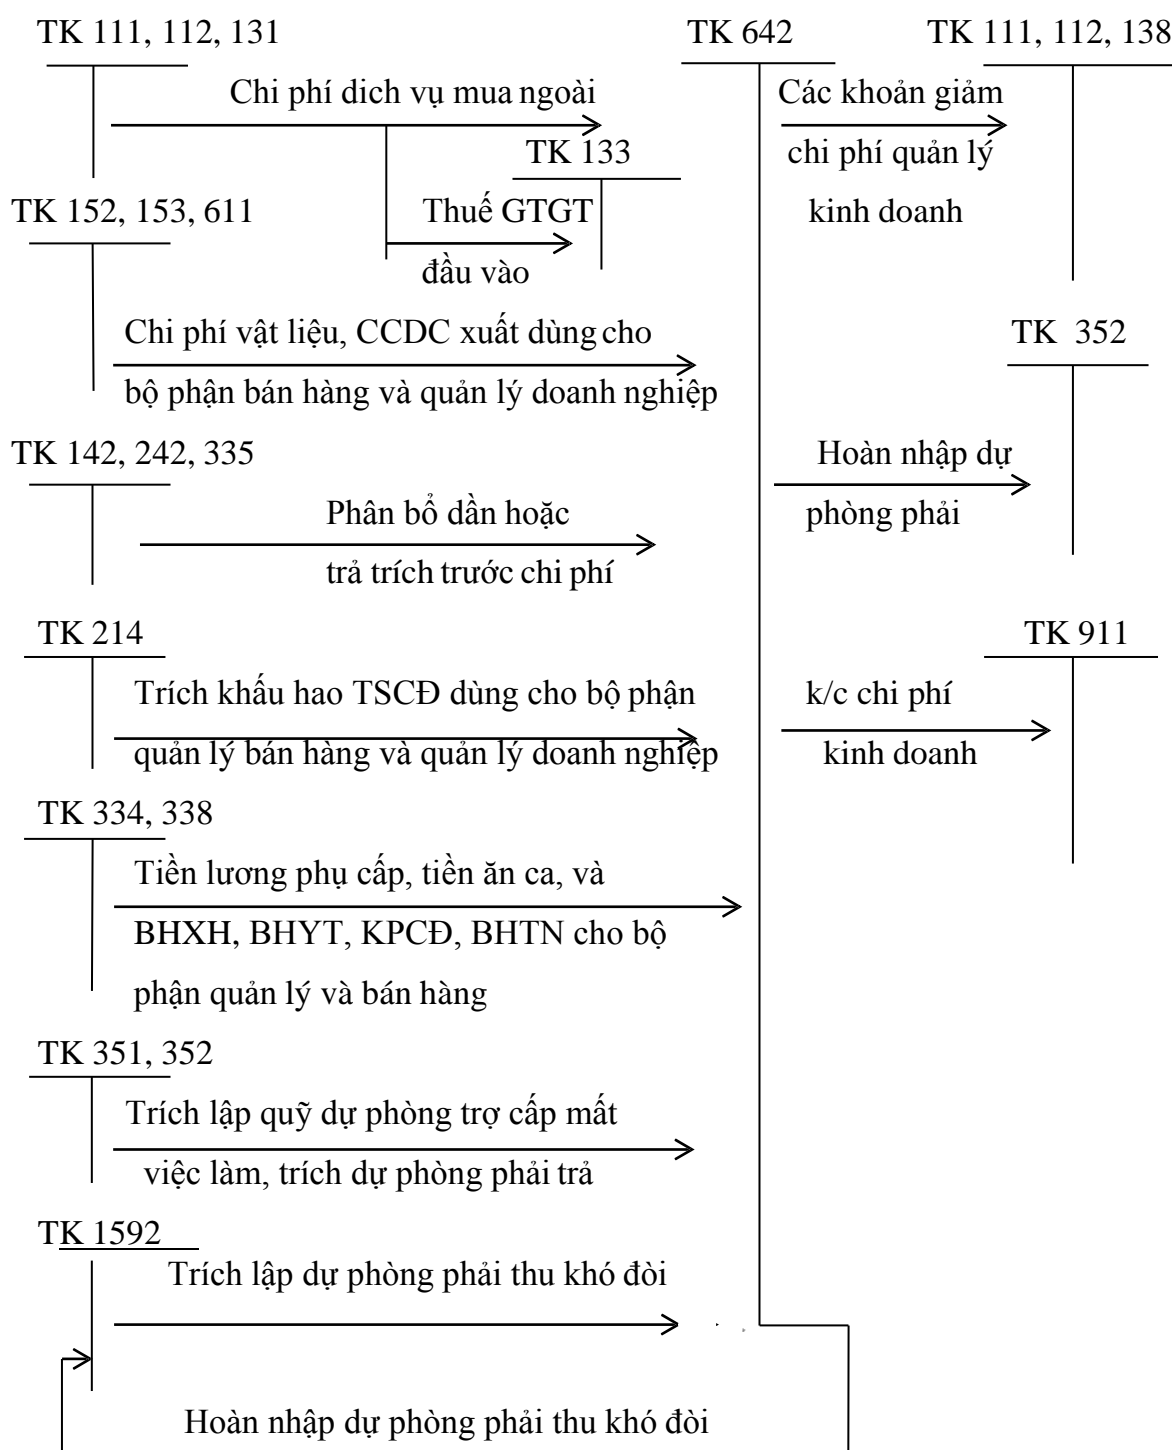 TK 111, 112, 131
TK 642
TK 111, 112, 138
Chi phí dich vụ mua ngoài
Các khoản giảm
TK 133
chi phí quản lý
TK 152, 153, 611
Thuế GTGT
kinh doanh
đầu vào
Chi phí vật liệu, CCDC xuất dùng cho
TK 352
bộ phận bán hàng và quản lý doanh nghiệp
TK 142, 242, 335
Hoàn nhập dự
Phân bổ dần hoặc
phòng phải
trả trích trước chi phí
TK 214
TK 911
Trích khấu hao TSCĐ dùng cho bộ phận
k/c chi phí
quản lý bán hàng và quản lý doanh nghiệp
kinh doanh
TK 334, 338
Tiền lương phụ cấp, tiền ăn ca, và
BHXH, BHYT, KPCĐ, BHTN cho bộ
phận quản lý và bán hàng
TK 351, 352
Trích lập quỹ dự phòng trợ cấp mất
việc làm, trích dự phòng phải trả
TK 1592
Trích lập dự phòng phải thu khó đòi
Hoàn nhập dự phòng phải thu khó đòi